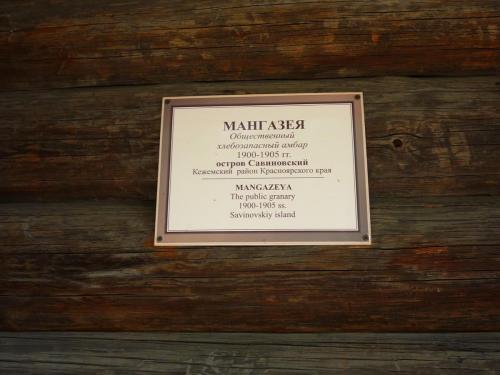 МАНГАЗЕЯ
Общественный
хлебозапасный амбар
1900-1905 гг.
остров Савиновский
Кежемский район Красноярского края
MANGAZEYA
The public granary
1900-1905 ss.
Savinovskiy island